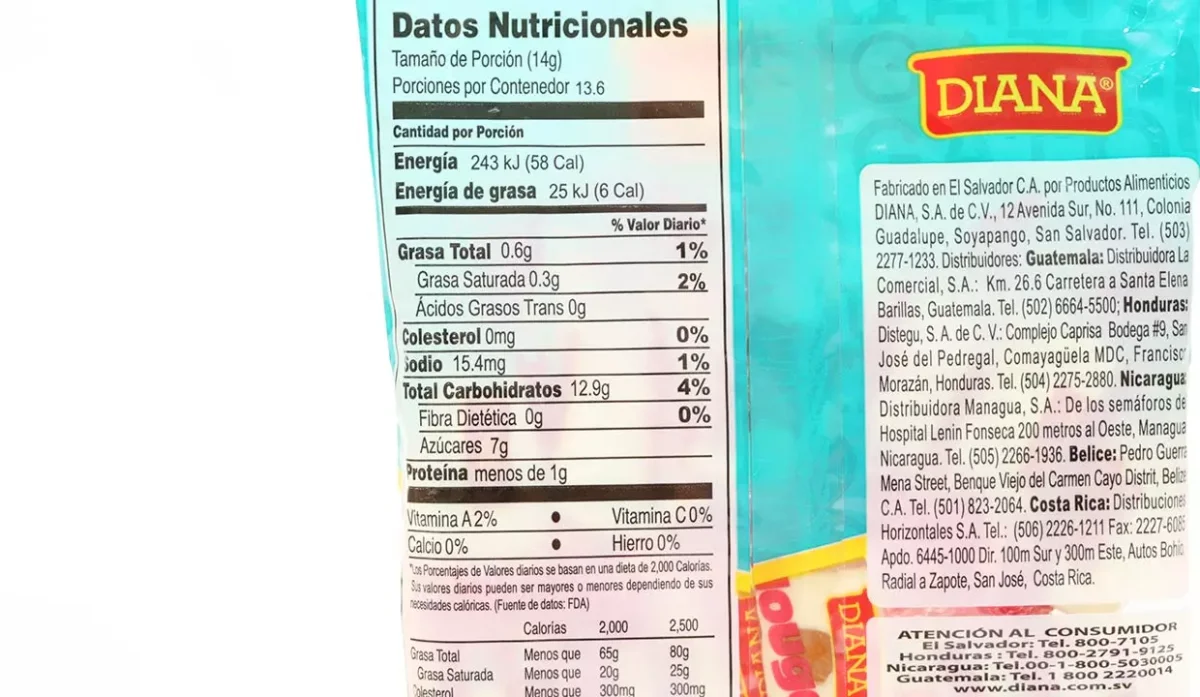 Datos Nutricionales
Tamaño de Porción (14g)
Porciones por Contenedor 13.6
Cantidad por Porción
Energía 243 kJ (58 Cal)
Energía de grasa 25 kJ (6 Cal)
% Valor Diario*
Grasa Total 0.6g 1%
Grasa Saturada 0.3g 2%
Ácidos Grasos Trans 0g
Colesterol 0mg 0%
Sodio 15.4mg 1%
Total Carbohidratos 12.9g 4%
Fibra Dietética 0g 0%
Azúcares 7g
Proteína menos de 1g
Vitamina A 2% • Vitamina C 0%
Calcio 0% • Hierro 0%
*Los Porcentajes de Valores diarios se basan en una dieta de 2,000 Calorías.
Sus valores diarios pueden ser mayores o menores dependiendo de sus
necesidades calóricas. (Fuente de datos: FDA)
Calorías 2,000 2,500
Grasa Total Menos que 65g 80g
Grasa Saturada Menos que 20g 25g
Colesterol Menos que 300mg 300mg
DIANA®
Fabricado en El Salvador C.A. por Productos Alimenticios
DIANA, S.A. de C.V., 12 Avenida Sur, No. 111, Colonia
Guadalupe, Soyapango, San Salvador. Tel. (503)
2277-1233. Distribuidores: Guatemala: Distribuidora La
Comercial, S.A.: Km. 26.6 Carretera a Santa Elena
Barillas, Guatemala. Tel. (502) 6664-5500; Honduras:
Distegu, S. A. de C. V.: Complejo Caprisa Bodega #9, San
José del Pedregal, Comayagüela MDC, Francisco
Morazán, Honduras. Tel. (504) 2275-2880. Nicaragua:
Distribuidora Managua, S.A.: De los semáforos de
Hospital Lenin Fonseca 200 metros al Oeste, Managua
Nicaragua. Tel. (505) 2266-1936. Belice: Pedro Guerra
Mena Street, Benque Viejo del Carmen Cayo Distrit, Belize
C.A. Tel. (501) 823-2064. Costa Rica: Distribuciones
Horizontales S.A. Tel.: (506) 2226-1211 Fax: 2227-6085
Apdo. 6445-1000 Dir. 100m Sur y 300m Este, Autos Bohio
Radial a Zapote, San José, Costa Rica.
DIANA
ATENCIÓN AL CONSUMIDOR
El Salvador: Tel. 800-7105
Honduras : Tel. 800-2791-9125
Nicaragua: Tel.00-1-800-5030005
Guatemala: Tel. 1 800 2220014
www.diana.com.sv